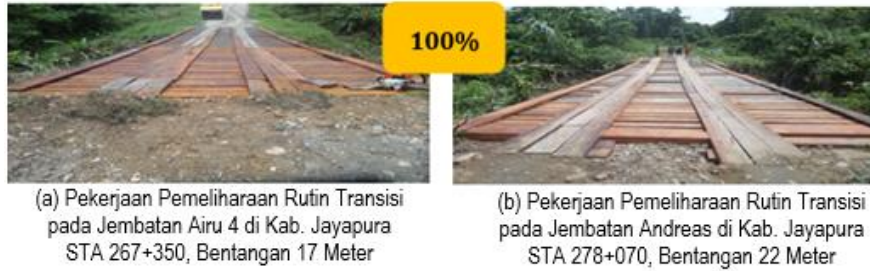 100%
(a) Pekerjaan Pemeliharaan Rutin Transisi
pada Jembatan Airu 4 di Kab. Jayapura
STA 267+350, Bentangan 17 Meter
(b) Pekerjaan Pemeliharaan Rutin Transisi
pada Jembatan Andreas di Kab. Jayapura
STA 278+070, Bentangan 22 Meter